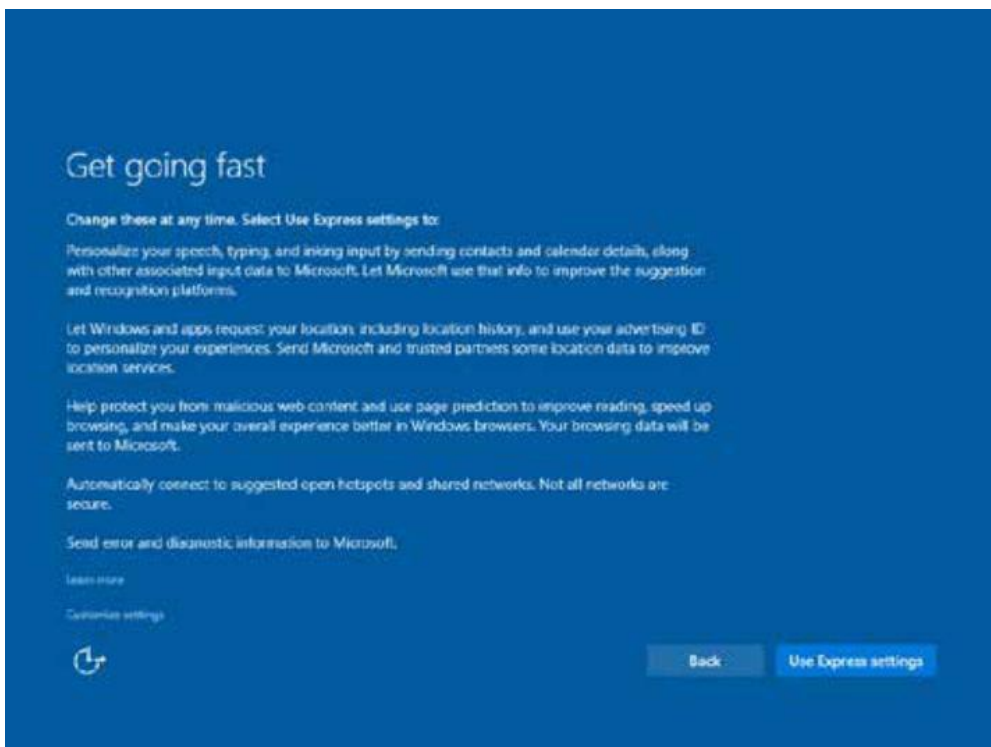 Get going fast
Change these at any time. Select Use Express settings to:
Personalize your speech, typing, and inking input by sending contacts and calendar details, along
with other associated input data to Microsoft. Let Microsoft use that info to improve the suggestion
and recognition platforms.
Let Windows and apps request your location, including location history, and use your advertising ID
to personalize your experiences. Send Microsoft and trusted partners some location data to improve
location services.
Help protect you from malicious web content and use page prediction to improve reading, speed up
browsing, and make your overall experience better in Windows browsers. Your browsing data will be
sent to Microsoft.
Automatically connect to suggested open hotspots and shared networks. Not all networks are
secure.
Send error and diagnostic information to Microsoft.
Learn more
Customize settings
Back
Use Express settings